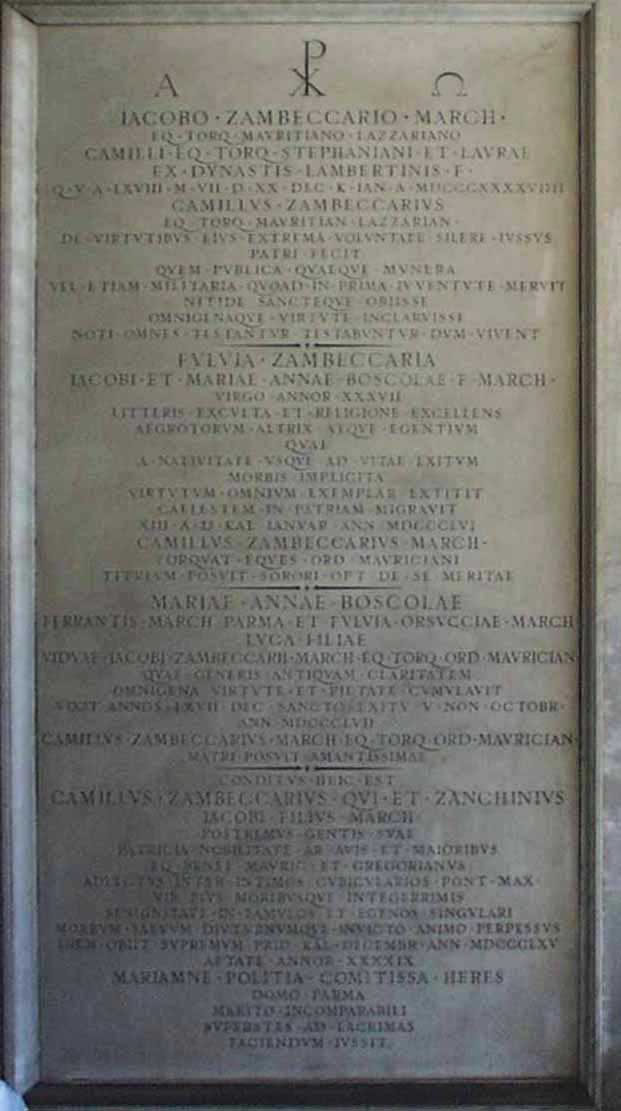 Α ☧ Ω
IACOBO · ZAMBECCARIO · MARCH ·
EQ · TORQ · MAVRITIANO · LAZZARIANO
CAMILLI · EQ · TORQ · STEPHANIANI · ET · LAVRAE
EX · DYNASTIS · LAMBERTINIS · F ·
Q · V · A · LXVIII · M · VII · D · XX · DEC · K · IAN · A ·
CAMILLVS · ZAMBECCARIVS
EQ · TORQ · MAVRITIAN · LAZZARIAN ·
DE · VIRTVTIBVS · EIVS · EXTREMA · VOLVNTATE · SILERE · IVSSVS
PATRI · FECIT
QVEM · PVBLICA · QVAEQVE · MVNERA
VEL · ETIAM · MILITARIA · QVOAD · IN · PRIMA · IVVENTVTE · MERVIT
NITIDE · SANCTEQVE · OBIISSE
OMNIGENAQVE · VIRTVTE · INCLARVISSE
NOTI · OMNES · TESTANTVR · TESTABVNTVR · DVM · VIVENT
FVLVIA · ZAMBECCARIA
IACOBI · ET · MARIAE · ANNAE · BOSCOLAE · F · MARCH ·
VIRGO · ANNOR · XXXVII
LITTERIS · EXCVLTA · ET · RELIGIONE · EXCELLENS
AEGROTORVM · ALTRIX · AEQVE · EGENTIVM
QVAE
A · NATIVITATE · VSQVE · AD · VITAE · EXITVM
MORBIS · IMPLICITA
VIRTVTVM · OMNIVM · EXEMPLAR · EXTITIT
CAELESTEM · IN · PATRIAM · MIGRAVIT
XIII · A · D · KAL · IANVAR · ANN · MDCCCLVI
CAMILLVS · ZAMBECCARIVS · MARCH ·
TORQVAT · EQVES · ORD · MAVRICIANI
TITVLVM · POSVIT · SORORI · OPT · DE · SE · MERITAE
MARIAE · ANNAE · BOSCOLAE
FERRANTIS · MARCH · PARMA · ET · FVLVIA · ORSVCCIAE · MARCH
LVCA · FILIAE
VIDVAE · IACOBI · ZAMBECCARII · MARCH · EQ · TORQ · ORD · MAVRICIAN ·
QVAE · GENERIS · ANTIQVAM · CLARITATEM
OMNIGENA · VIRTVTE · ET · PIETATE · CVMVLAVIT
VIXIT · ANNOS · LXVII · DEC · SANCTO · EXITV · V · NON · OCTOBR ·
ANN · MDCCCLVII
CAMILLVS · ZAMBECCARIVS · MARCH · EQ · TORQ · ORD · MAVRICIAN ·
MATRI · POSVIT · AMANTISSIMAE
CONDITVS · HEIC · EST
CAMILLVS · ZAMBECCARIVS · QVI · ET · ZANCHINIVS
IACOBI · FILIVS · MARCH ·
POSTREMVS · GENTIS · SVAE
PATRICIA · NOBILITATE · AB · AVIS · ET · MAIORIBVS
EQ · MAVRIC · ET · GREGORIANVS
ADLECTVS · INTER · INTIMOS · CVBICVLARIOS · PONT · MAX ·
VIR · PIVS · MORIBVSQVE · INTEGERRIMIS
BENIGNITATE · IN · FAMVLOS · ET · EGENOS · SINGVLARI
MORBVM · SAEVVM · DIVTVRNVMQVE · INVICTO · ANIMO · PERPESSVS
DIEM · OBIIT · SVPREMVM · PRID · KAL · DECEMBR · ANN · MDCCCLXV
AETATE · ANNOR · XXXXIX
MARIAMNE · POLITIA · COMITISSA · HERES
DOMO · PARMA
MARITO · INCOMPARABILI
SVPERSTES · AD · LACRIMAS
FACIENDVM · IVSSIT